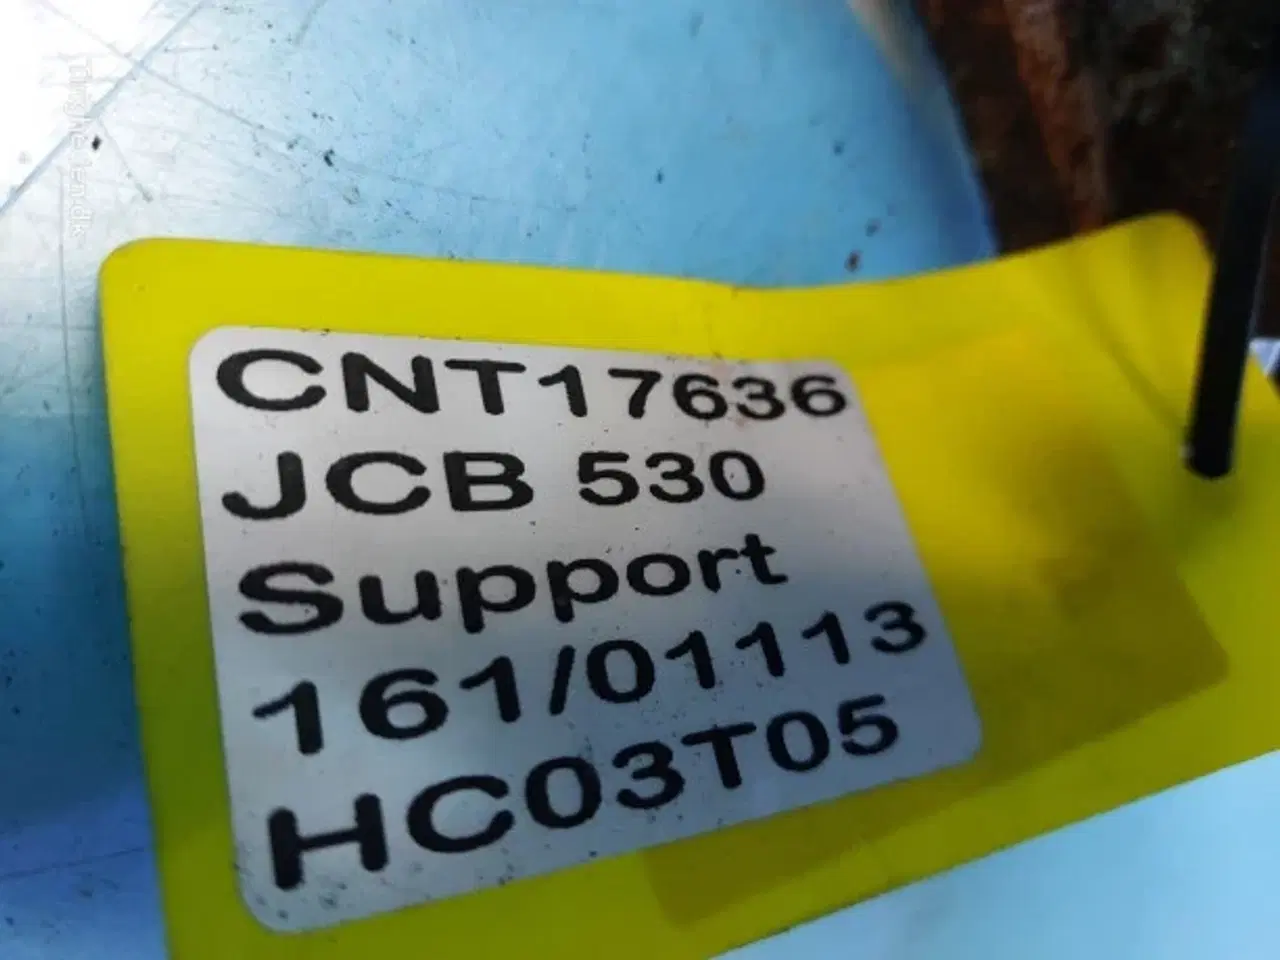 CNT17636
JCB 530
Support
161/01113
HC03T05